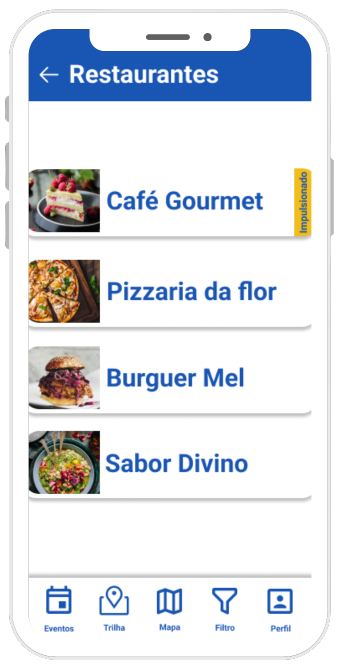 Restaurantes
Café Gourmet
Impulsionado
Pizzaria da flor
Burguer Mel
Sabor Divino
Eventos Trilha Mapa Filtro Perfil